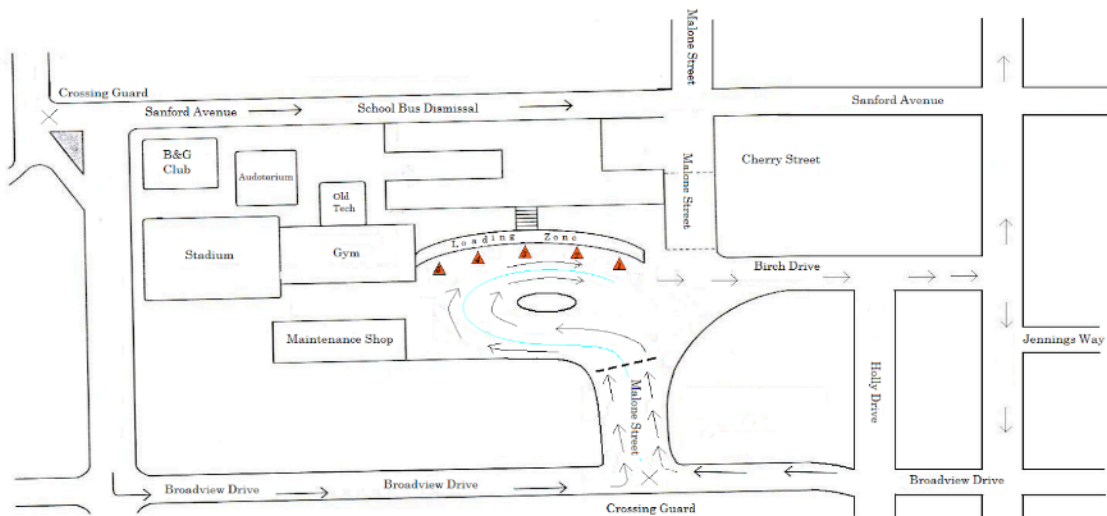 Malone Street
Crossing Guard
Sanford Avenue
School Bus Dismissal
Sanford Avenue
B&G
Club
Audotorium
Old
Tech
Malone Street
Cherry Street
Stadium
Gym
Loading Zone
Birch Drive
Maintenance Shop
Jennings Way
Malone Street
Holly Drive
Broadview Drive
Broadview Drive
Broadview Drive
Crossing Guard